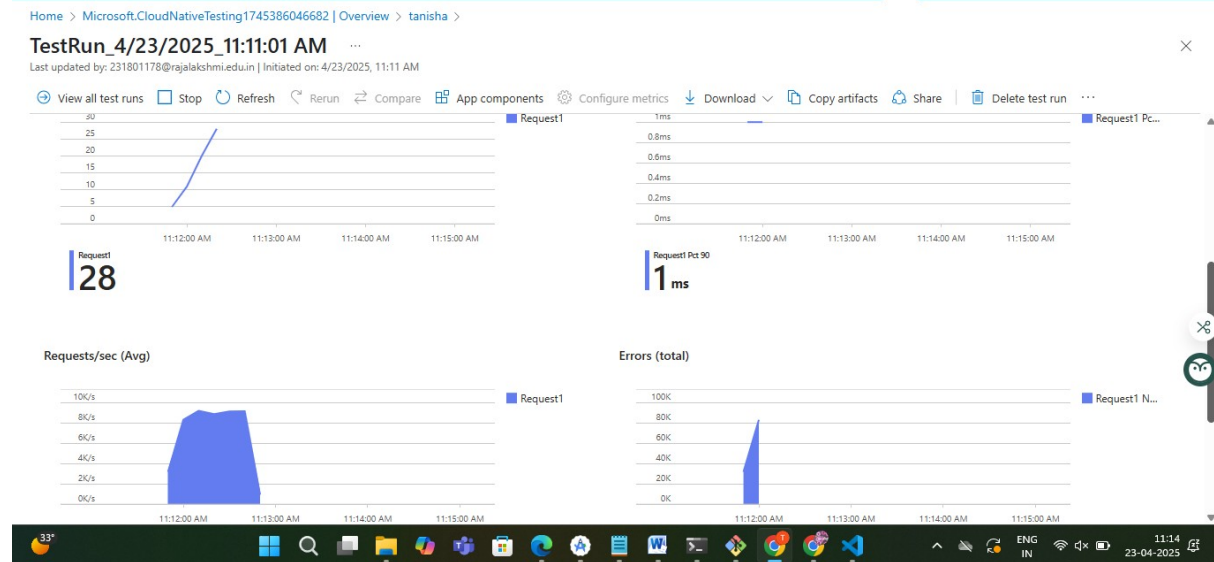 Home > Microsoft.CloudNativeTesting1745386046682 | Overview > tanisha >
TestRun_4/23/2025_11:11:01 AM ...
Last updated by: 231801178@rajalakshmi.edu.in | Initiated on: 4/23/2025, 11:11 AM
View all test runs Stop Refresh Rerun Compare App components Configure metrics Download Copy artifacts Share Delete test run ...
30
25
20
15
10
5
0
11:12:00 AM 11:13:00 AM 11:14:00 AM 11:15:00 AM
Request1
Request1
28
1ms
0.8ms
0.6ms
0.4ms
0.2ms
0ms
11:12:00 AM 11:13:00 AM 11:14:00 AM 11:15:00 AM
Request1 Pc...
Request1 Pct 90
1 ms
Requests/sec (Avg)
10K/s
8K/s
6K/s
4K/s
2K/s
0K/s
11:12:00 AM 11:13:00 AM 11:14:00 AM 11:15:00 AM
Request1
Errors (total)
100K
80K
60K
40K
20K
0K
11:12:00 AM 11:13:00 AM 11:14:00 AM 11:15:00 AM
Request1 N...
33°
ENG
IN
11:14
23-04-2025